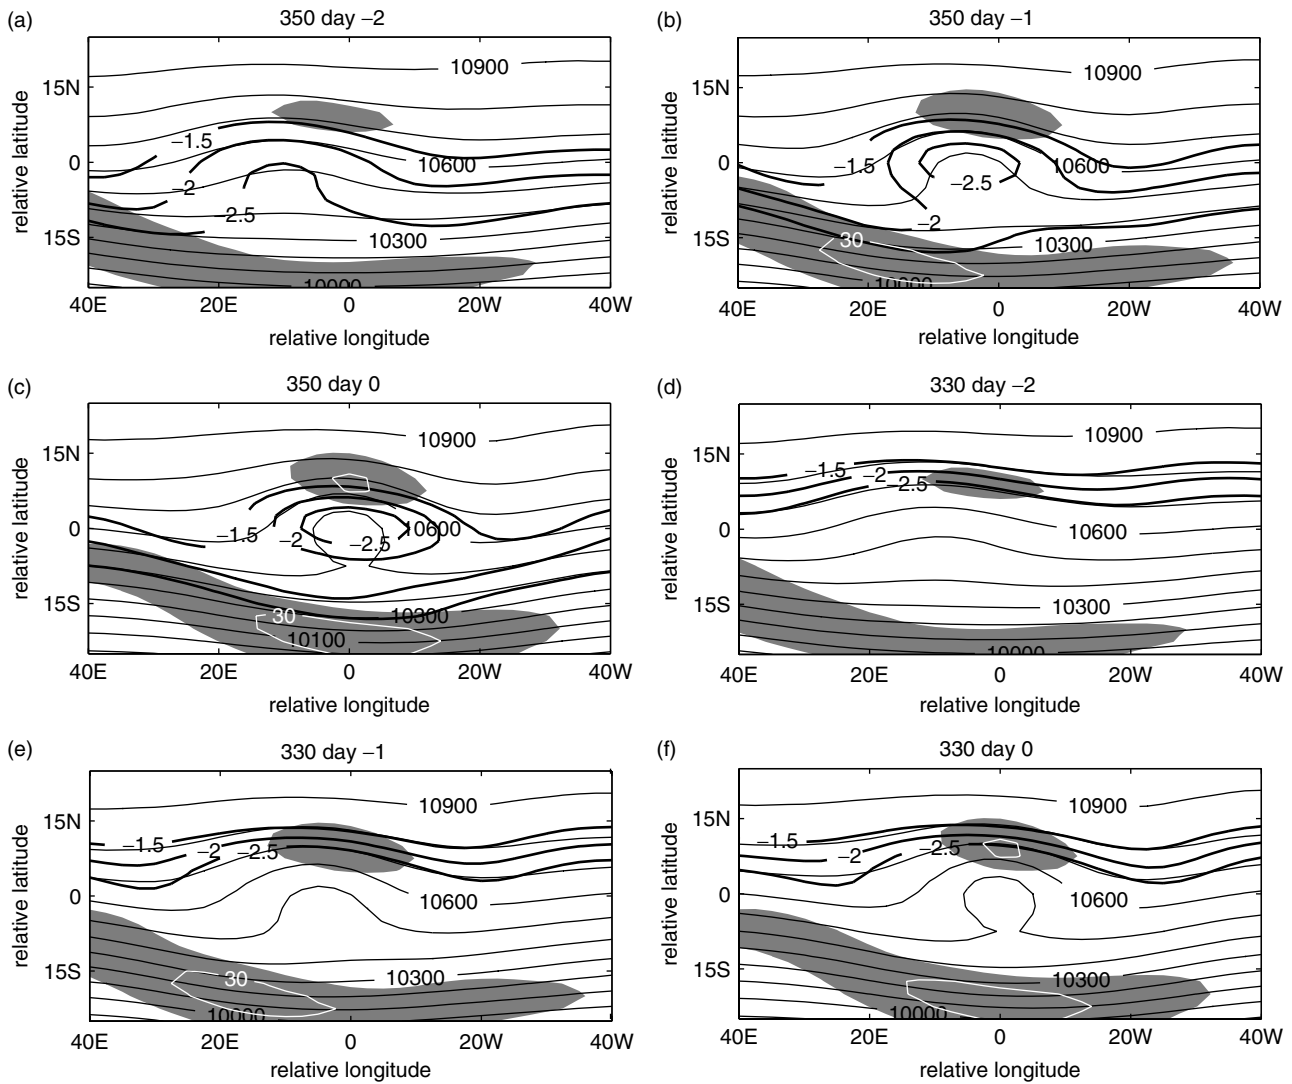 (a) 350 day −2
10900
15N
−1.5
0
10600
−2
−2.5
15S
10300
10000
40E 20E 0 20W 40W
relative longitude
relative latitude
(b) 350 day −1
10900
15N
−1.5
0
10600
−2.5
−2
15S
30
10300
10000
40E 20E 0 20W 40W
relative longitude
relative latitude
(c) 350 day 0
10900
15N
0
−1.5
−2
−2.5
10600
15S
30
10300
10100
40E 20E 0 20W 40W
relative longitude
relative latitude
(d) 330 day −2
10900
15N
−1.5
−2
−2.5
0
10600
15S
10300
10000
40E 20E 0 20W 40W
relative longitude
relative latitude
(e) 330 day −1
10900
15N
−1.5
−2
−2.5
0
10600
15S
30
10300
10000
40E 20E 0 20W 40W
relative longitude
relative latitude
(f) 330 day 0
10900
15N
−1.5
−2
−2.5
0
10600
15S
10300
10000
40E 20E 0 20W 40W
relative longitude
relative latitude